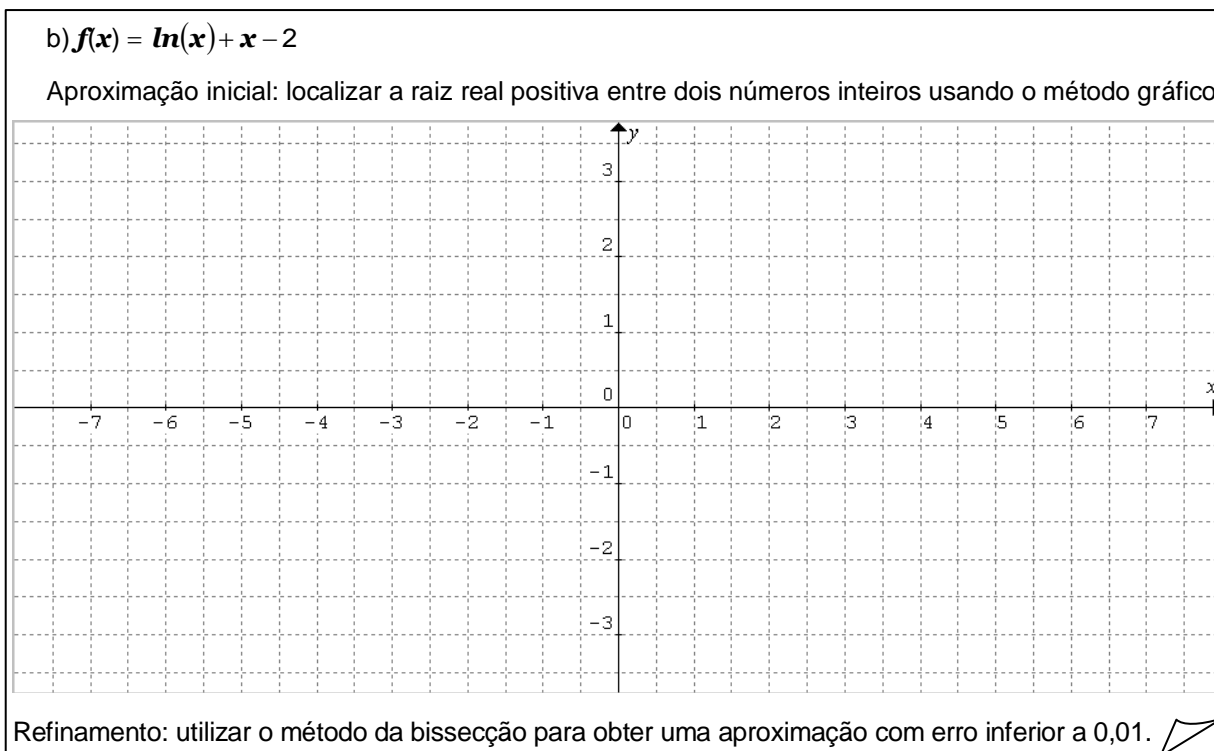 b) f(x) = ln(x) + x − 2
Aproximação inicial: localizar a raiz real positiva entre dois números inteiros usando o método gráfico
y
3
2
1
0
x
-7 -6 -5 -4 -3 -2 -1 0 1 2 3 4 5 6 7
-1
-2
-3
Refinamento: utilizar o método da bissecção para obter uma aproximação com erro inferior a 0,01.